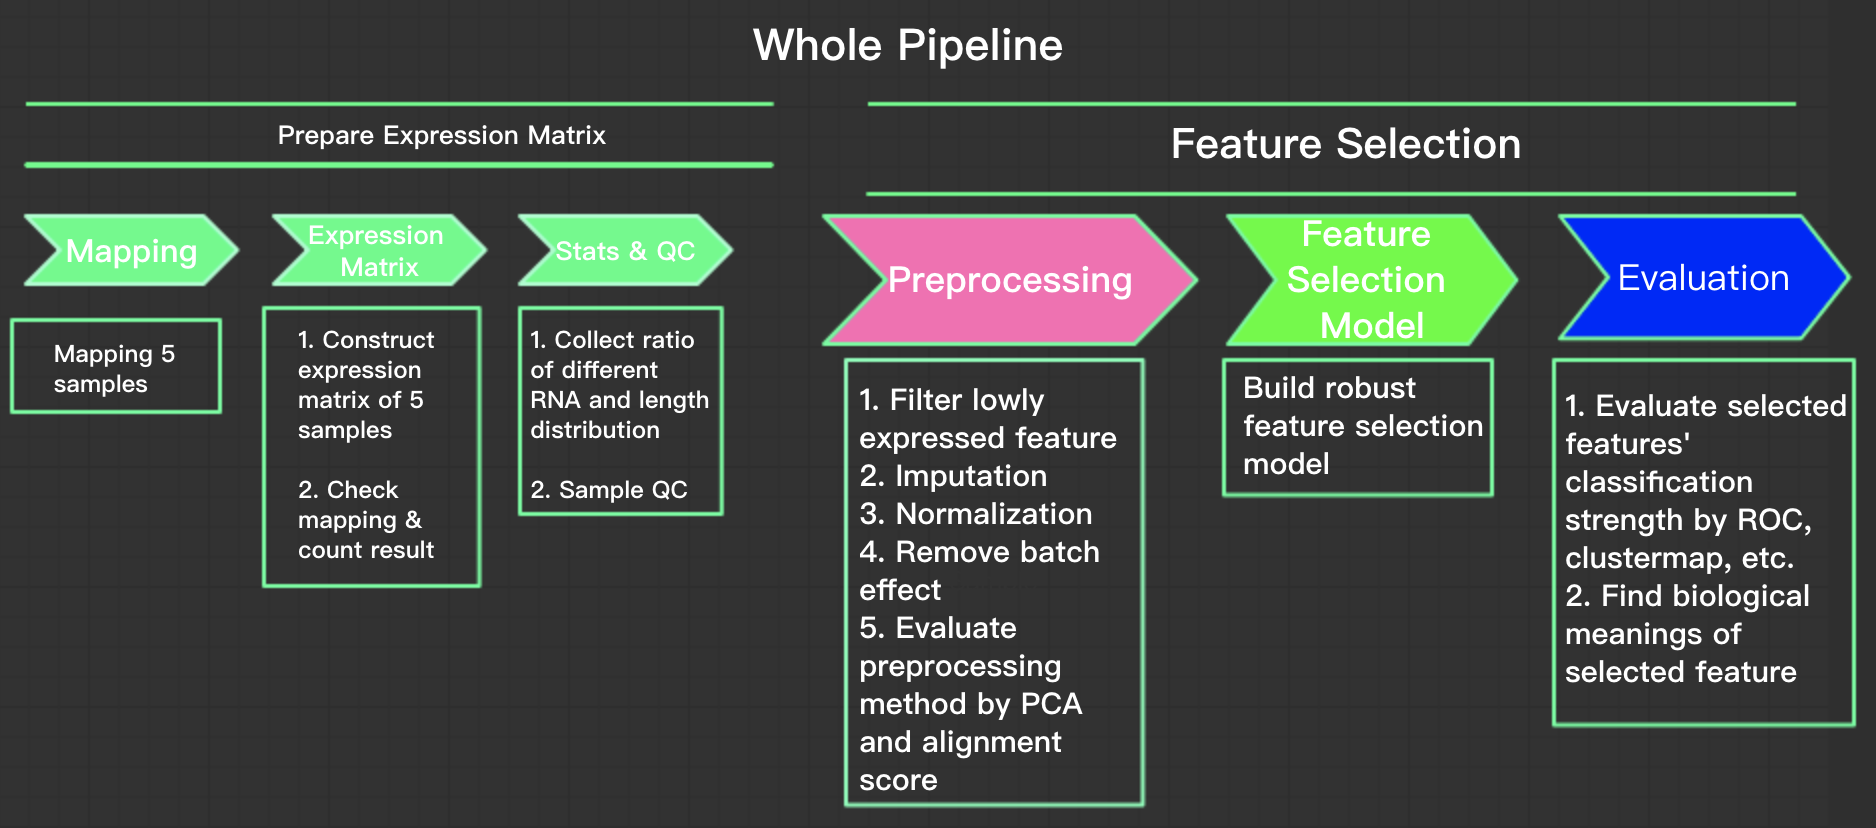 Whole Pipeline
Prepare Expression Matrix
Feature Selection
Mapping
Expression
Matrix
Stats & QC
Preprocessing
Feature
Selection
Model
Evaluation
Mapping 5
samples
1. Construct
expression
matrix of 5
samples
2. Check
mapping &
count result
1. Collect ratio
of different
RNA and length
distribution
2. Sample QC
1. Filter lowly
expressed feature
2. Imputation
3. Normalization
4. Remove batch
effect
5. Evaluate
preprocessing
method by PCA
and alignment
score
Build robust
feature selection
model
1. Evaluate selected
features'
classification
strength by ROC,
clustermap, etc.
2. Find biological
meanings of
selected feature